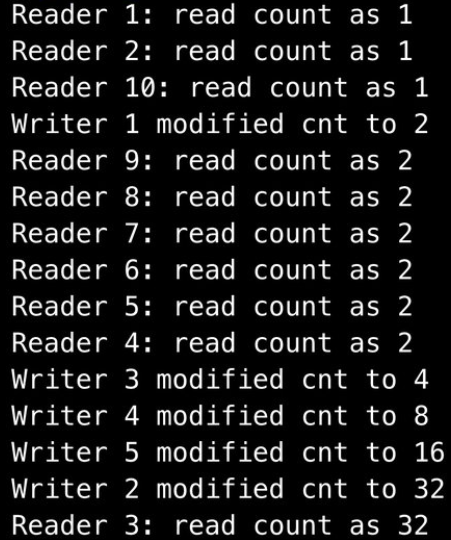 Reader 1: read count as 1
Reader 2: read count as 1
Reader 10: read count as 1
Writer 1 modified cnt to 2
Reader 9: read count as 2
Reader 8: read count as 2
Reader 7: read count as 2
Reader 6: read count as 2
Reader 5: read count as 2
Reader 4: read count as 2
Writer 3 modified cnt to 4
Writer 4 modified cnt to 8
Writer 5 modified cnt to 16
Writer 2 modified cnt to 32
Reader 3: read count as 32